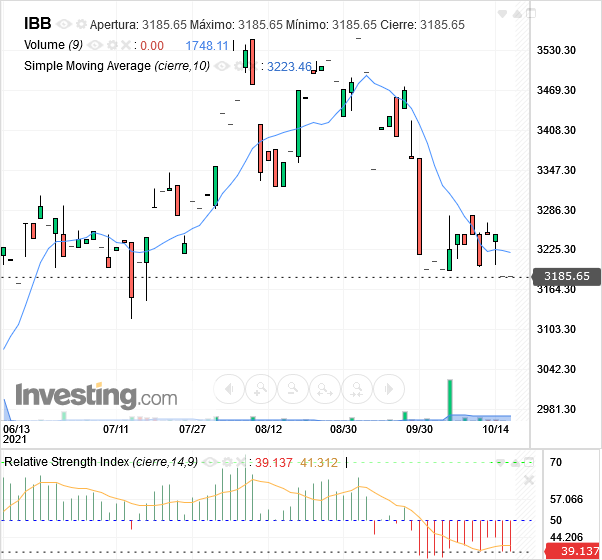 IBB Apertura: 3185.65 Máximo: 3185.65 Mínimo: 3185.65 Cierre: 3185.65
Volume (9) : 0.00 1748.11
Simple Moving Average (cierre,10) : 3223.46
3530.30
3469.30
3408.30
3347.30
3286.30
3225.30
3185.65
3164.30
3103.30
3042.30
2981.30
Investing.com
06/13 07/11 07/27 08/12 08/30 09/30 10/14
2021
Relative Strength Index (cierre,14,9) : 39.137 41.312
70
57.066
50
44.206
39.137